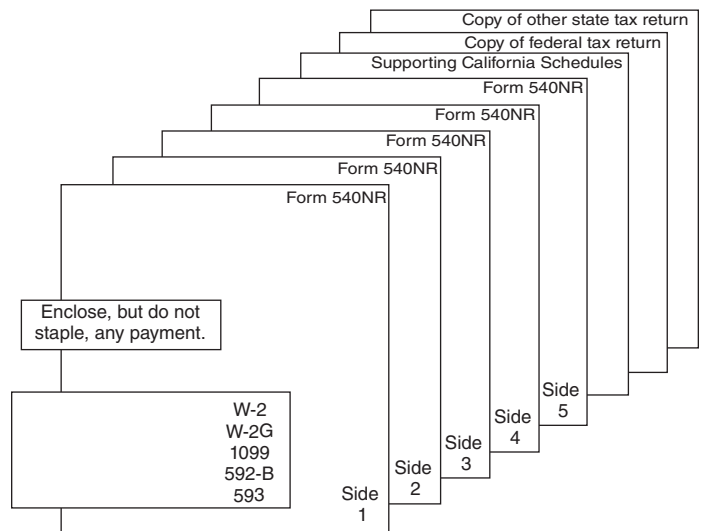 Copy of other state tax return
Copy of federal tax return
Supporting California Schedules
Form 540NR
Form 540NR
Form 540NR
Form 540NR
Form 540NR
Enclose, but do not
staple, any payment.
W-2
W-2G
1099
592-B
593
Side
1
Side
2
Side
3
Side
4
Side
5